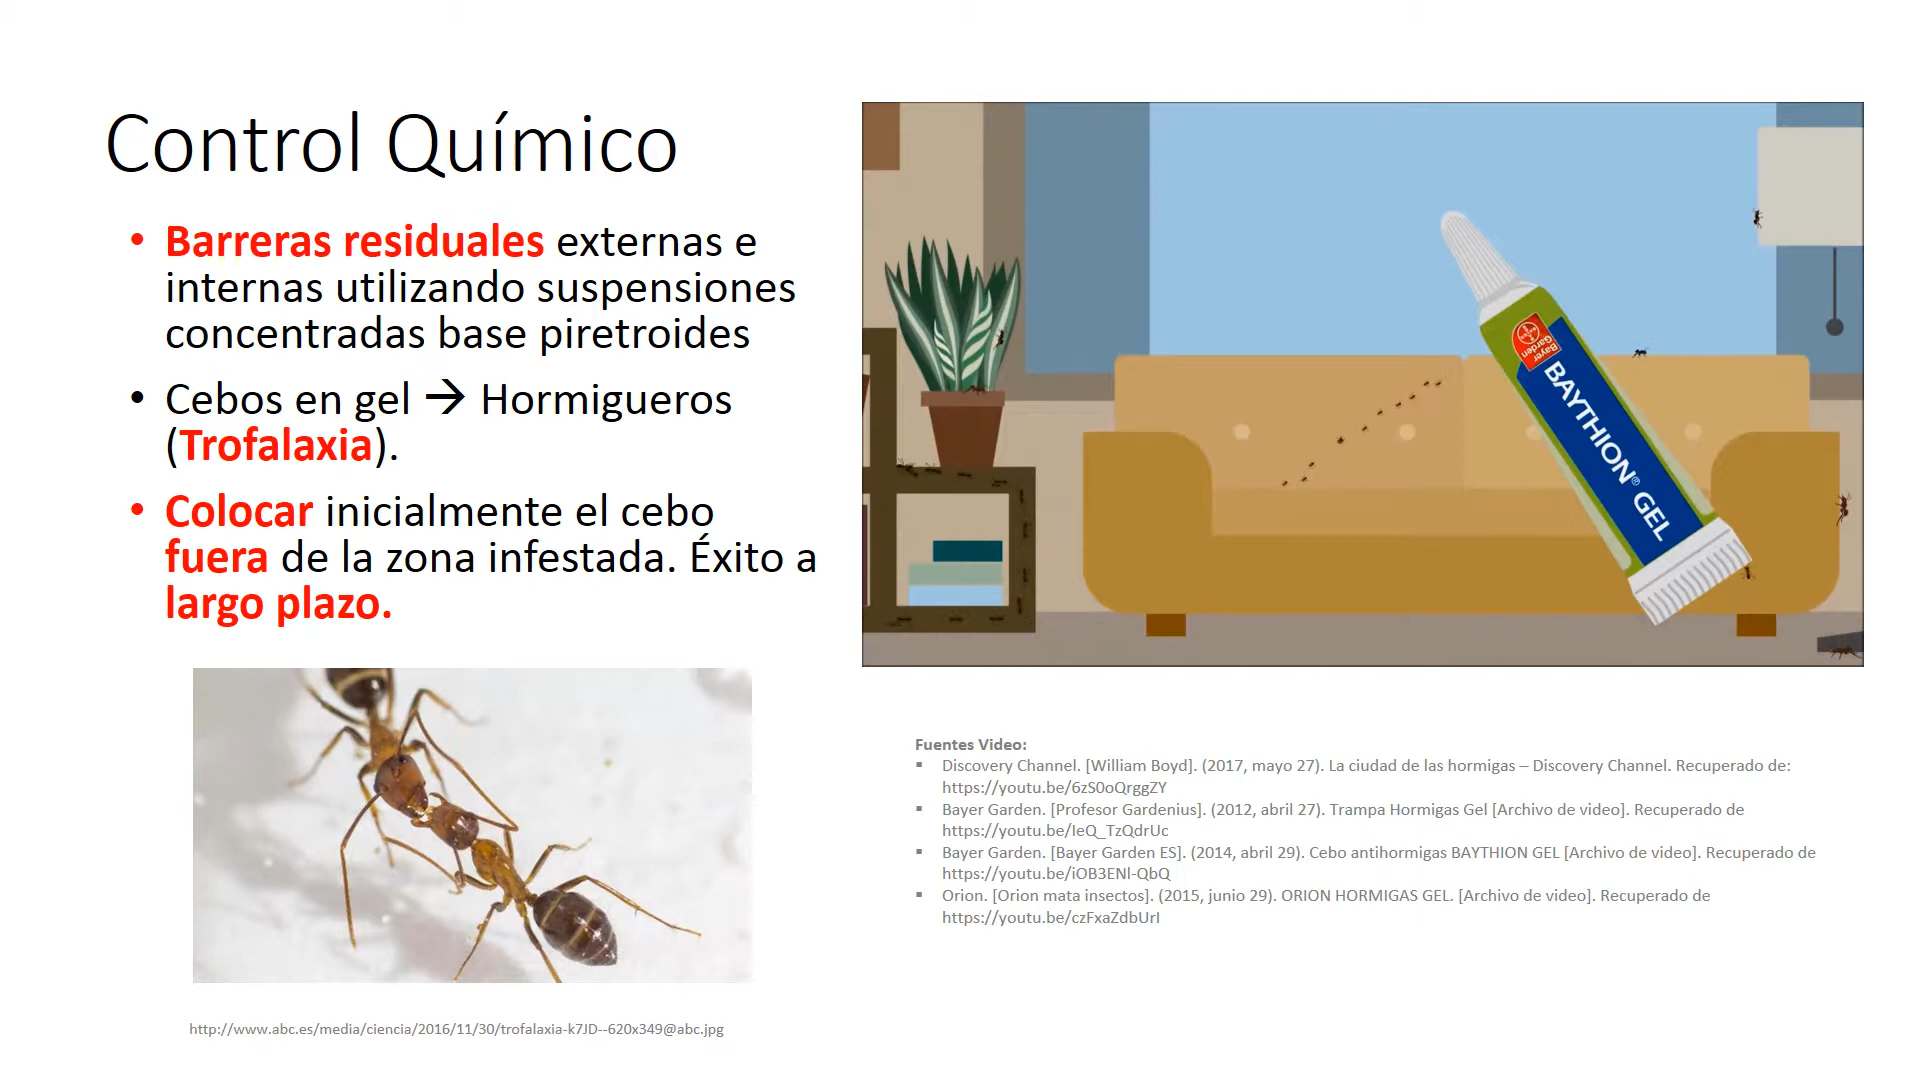 Control Químico
• Barreras residuales externas e
internas utilizando suspensiones
concentradas base piretroides
• Cebos en gel → Hormigueros
(Trofalaxia).
• Colocar inicialmente el cebo
fuera de la zona infestada. Éxito a
largo plazo.
Bayer
Garden
BAYTHION® GEL
Fuentes Video:
▪ Discovery Channel. [William Boyd]. (2017, mayo 27). La ciudad de las hormigas – Discovery Channel. Recuperado de:
https://youtu.be/6zS0oQrggZY
▪ Bayer Garden. [Profesor Gardenius]. (2012, abril 27). Trampa Hormigas Gel [Archivo de video]. Recuperado de
https://youtu.be/IeQ_TzQdrUc
▪ Bayer Garden. [Bayer Garden ES]. (2014, abril 29). Cebo antihormigas BAYTHION GEL [Archivo de video]. Recuperado de
https://youtu.be/iOB3ENl-QbQ
▪ Orion. [Orion mata insectos]. (2015, junio 29). ORION HORMIGAS GEL. [Archivo de video]. Recuperado de
https://youtu.be/czFxaZdbUrI
http://www.abc.es/media/ciencia/2016/11/30/trofalaxia-k7JD--620x349@abc.jpg